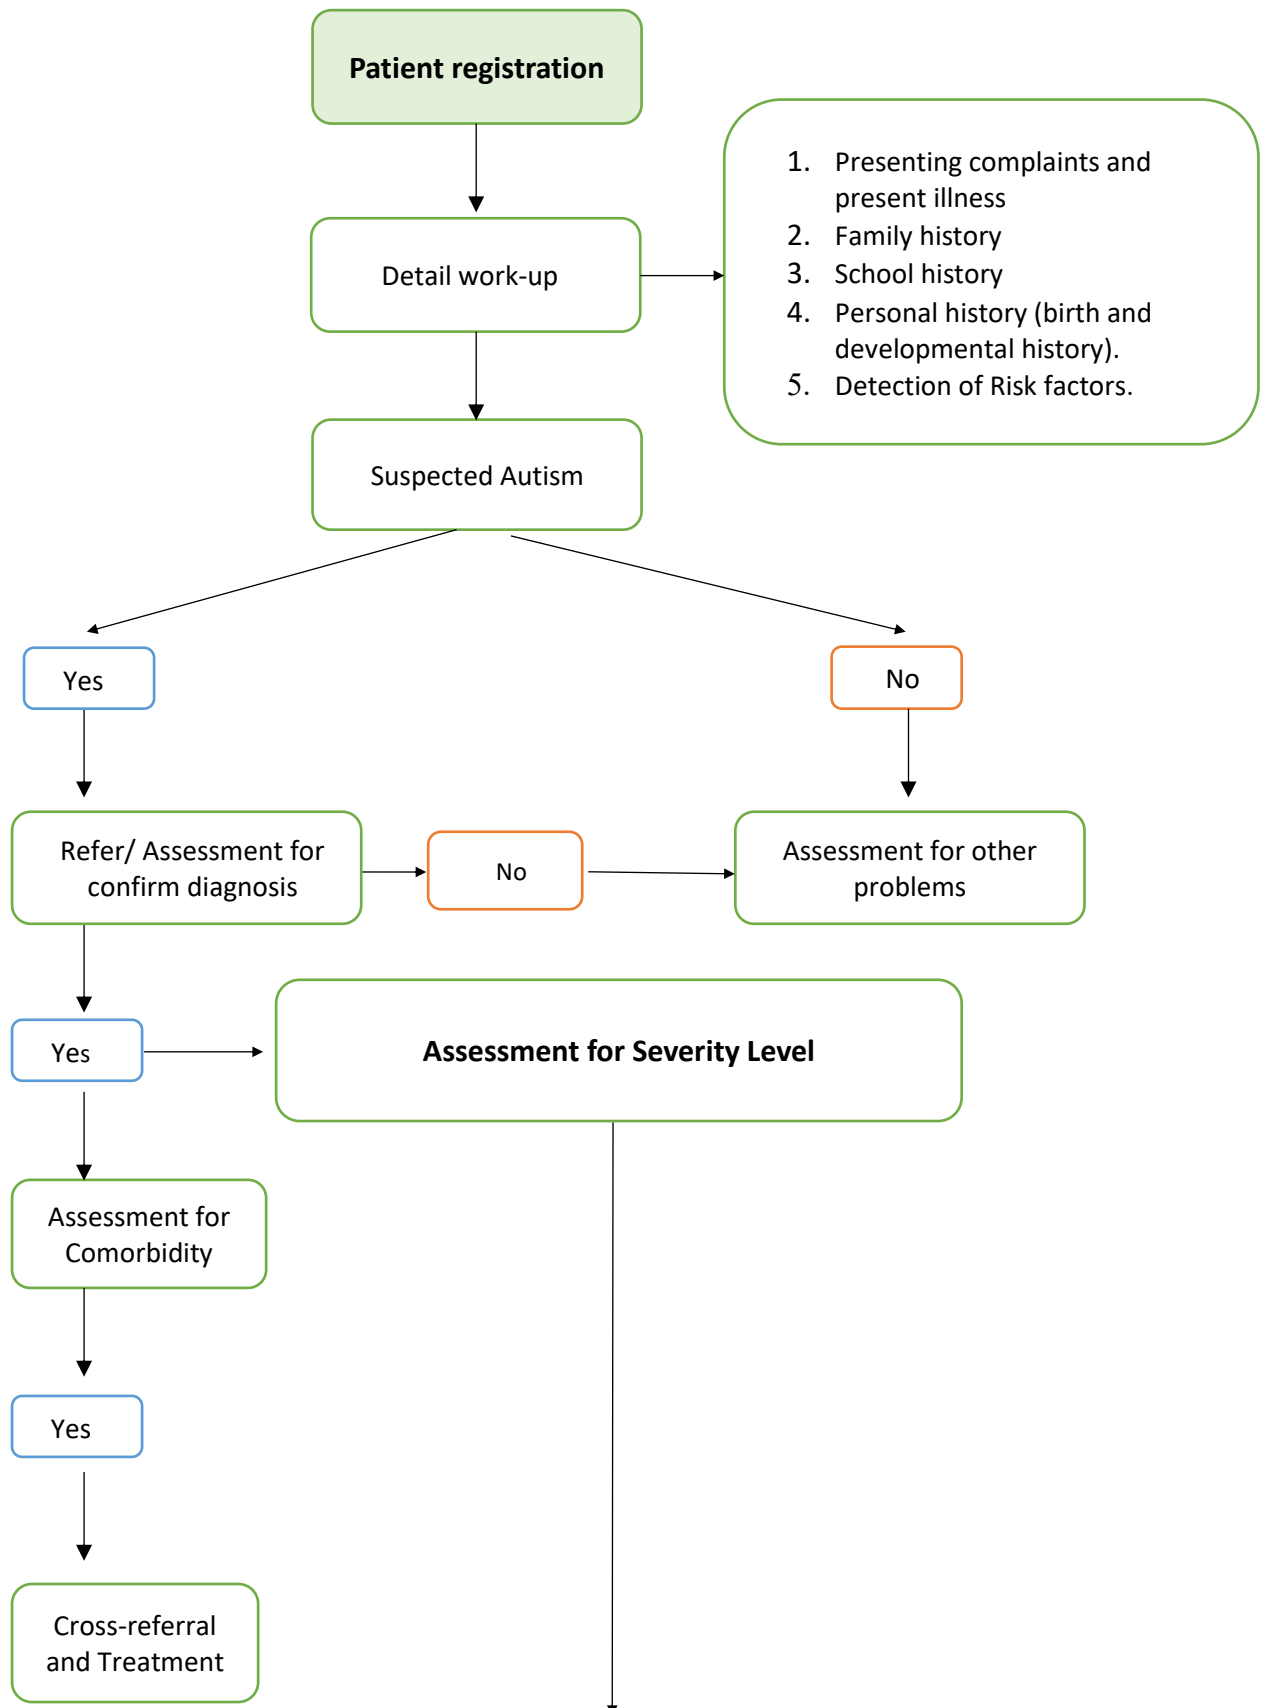 Patient registration
1. Presenting complaints and
present illness
2. Family history
3. School history
4. Personal history (birth and
developmental history).
5. Detection of Risk factors.
Detail work-up
Suspected Autism
Yes
No
Refer/ Assessment for
confirm diagnosis
No
Assessment for other
problems
Yes
Assessment for Severity Level
Assessment for
Comorbidity
Yes
Cross-referral
and Treatment